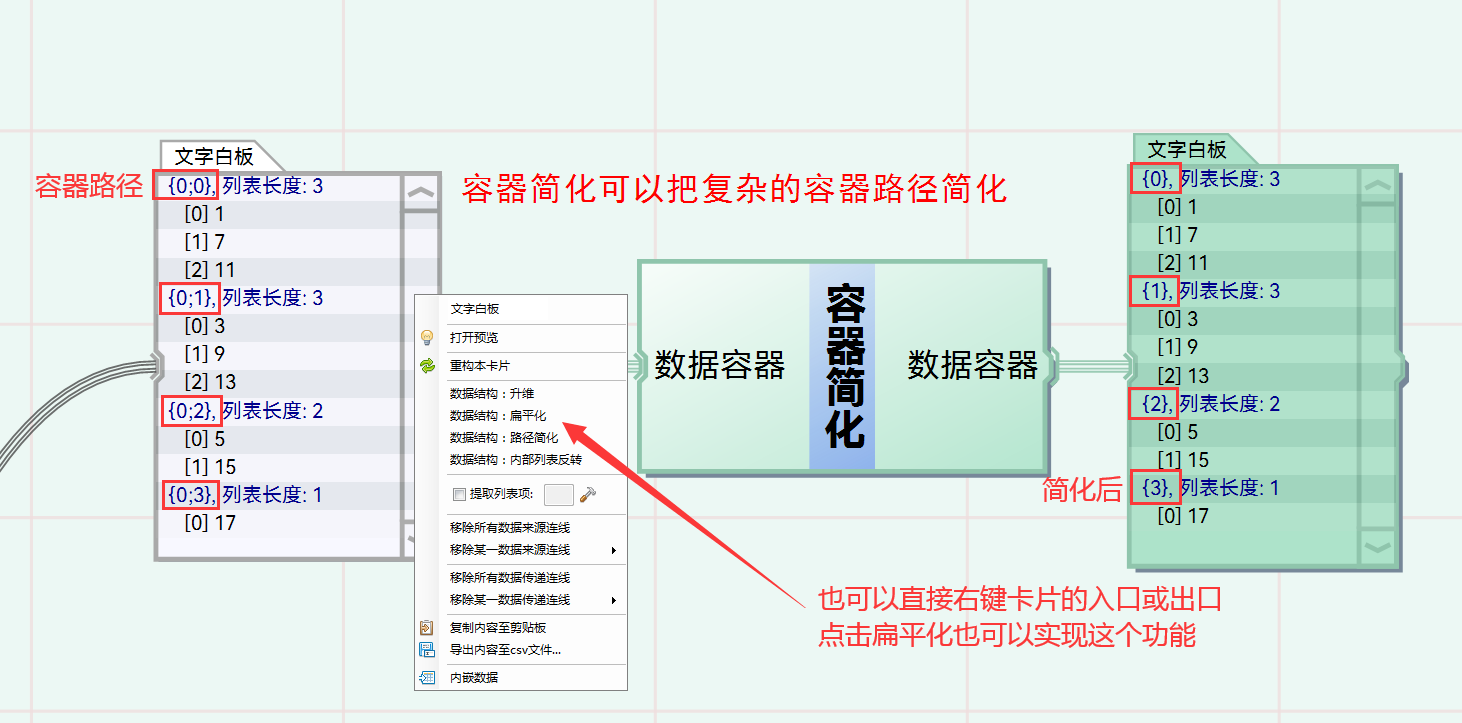 文字白板
容器路径
{0;0}, 列表长度: 3
[0] 1
[1] 7
[2] 11
{0;1}, 列表长度: 3
[0] 3
[1] 9
[2] 13
{0;2}, 列表长度: 2
[0] 5
[1] 15
{0;3}, 列表长度: 1
[0] 17
容器简化可以把复杂的容器路径简化
文字白板
打开预览
重构本卡片
数据结构：升维
数据结构：扁平化
数据结构：路径简化
数据结构：内部列表反转
提取列表项:
移除所有数据来源连线
移除某一数据来源连线
移除所有数据传递连线
移除某一数据传递连线
复制内容至剪贴板
导出内容至csv文件...
内嵌数据
数据容器
容器简化
数据容器
文字白板
{0}, 列表长度: 3
[0] 1
[1] 7
[2] 11
{1}, 列表长度: 3
[0] 3
[1] 9
[2] 13
{2}, 列表长度: 2
[0] 5
[1] 15
简化后
{3}, 列表长度: 1
[0] 17
也可以直接右键卡片的入口或出口
点击扁平化也可以实现这个功能